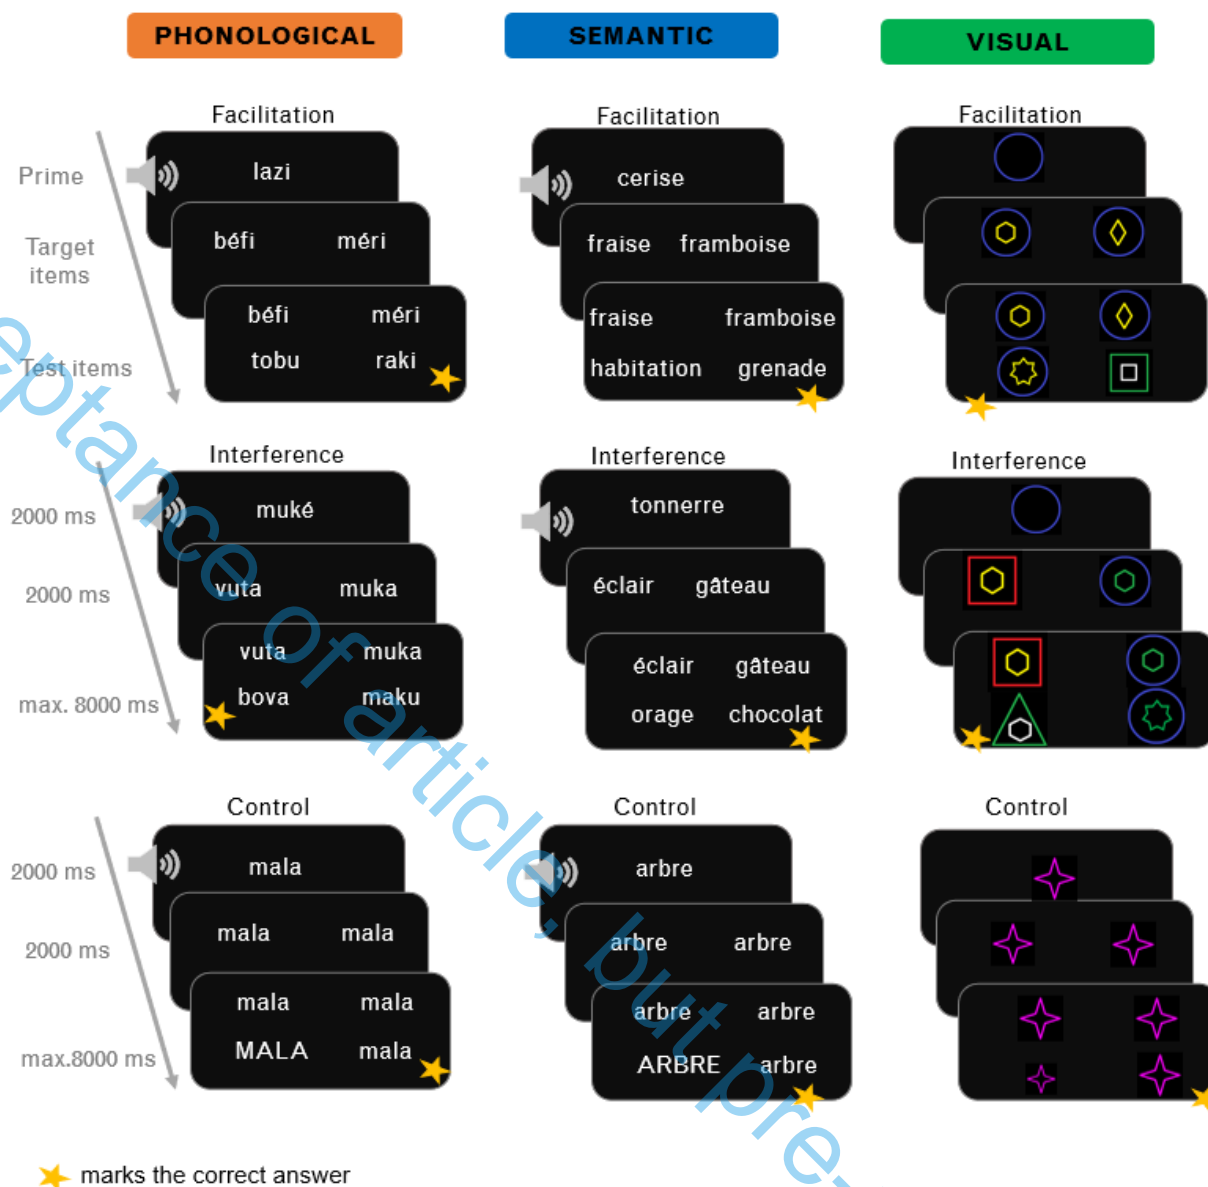 PHONOLOGICAL SEMANTIC VISUAL
Facilitation Facilitation Facilitation
Prime lazi cerise
Target items béfi méri fraise framboise
Test items béfi méri fraise framboise
tobu raki habitation grenade
Interference Interference Interference
2000 ms muké tonnerre
2000 ms vuta muka éclair gâteau
vuta muka éclair gâteau
max. 8000 ms bova maku orage chocolat
Control Control Control
2000 ms mala arbre
2000 ms mala mala arbre arbre
mala mala arbre arbre
max.8000 ms MALA mala ARBRE arbre
marks the correct answer
eptance of article, but pre